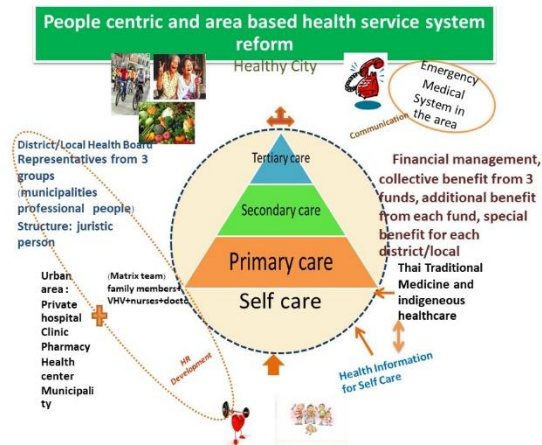 People centric and area based health service system
reform
Healthy City
Emergency
Medical
System in
the area
Communication
District/Local Health Board
Representatives from 3
groups
(municipalities
professional people)
Structure: juristic
person
Tertiary care
Secondary care
Primary care
Self care
Financial management,
collective benefit from 3
funds, additional benefit
from each fund, special
benefit for each
district/local
Urban
area :
Private
hospital
Clinic
Pharmacy
Health
center
Municipali
ty
(Matrix team)
family members+
VHV+nurses+docto
Thai Traditional
Medicine and
indigeneous
healthcare
HR
Development
Health Information
for Self Care